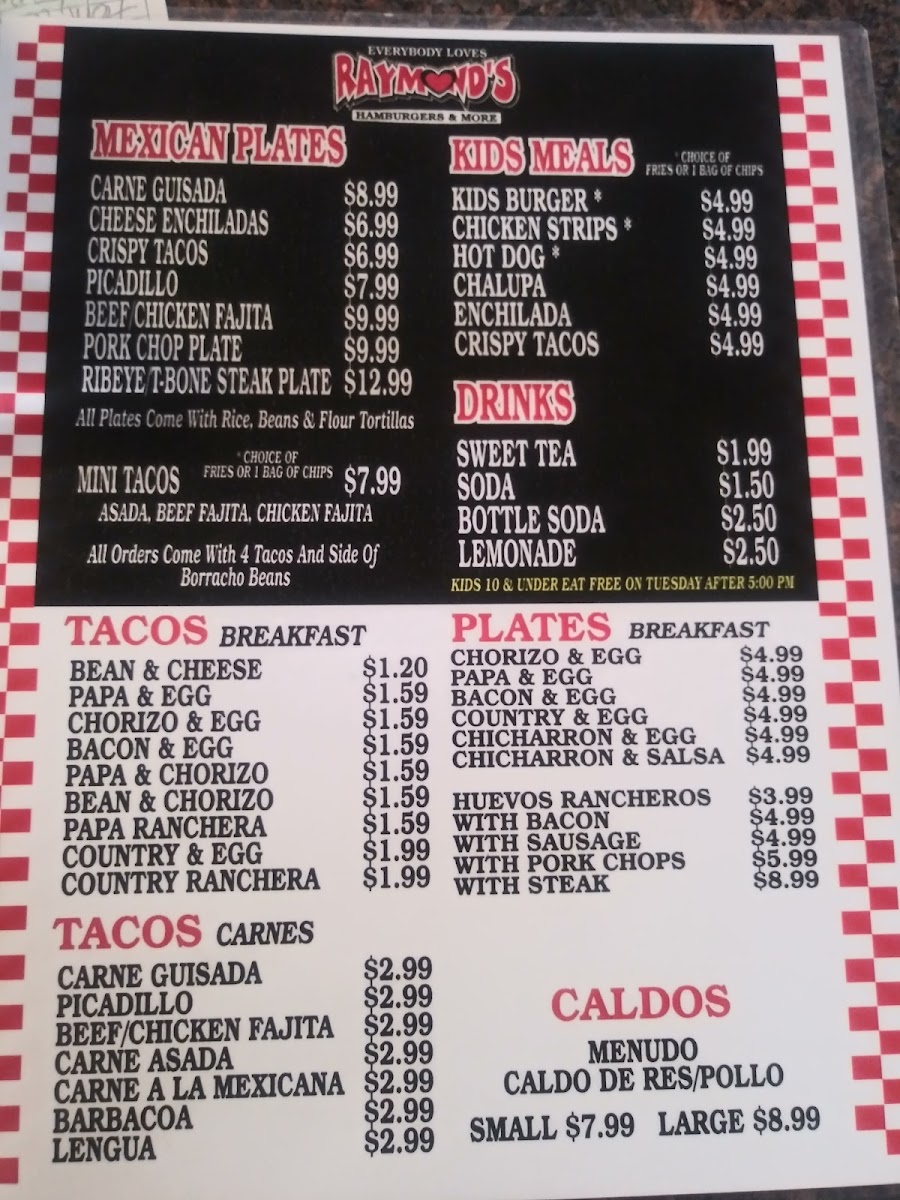 EVERYBODY LOVES
RAYMOND'S
HAMBURGERS & MORE
MEXICAN PLATES
CARNE GUISADA $8.99
CHEESE ENCHILADAS $6.99
CRISPY TACOS $6.99
PICADILLO $7.99
BEEF/CHICKEN FAJITA $9.99
PORK CHOP PLATE $9.99
RIBEYE/T-BONE STEAK PLATE $12.99
All Plates Come With Rice, Beans & Flour Tortillas
* CHOICE OF
FRIES OR 1 BAG OF CHIPS
MINI TACOS $7.99
ASADA, BEEF FAJITA, CHICKEN FAJITA
All Orders Come With 4 Tacos And Side Of
Borracho Beans
KIDS MEALS
* CHOICE OF
FRIES OR 1 BAG OF CHIPS
KIDS BURGER * $4.99
CHICKEN STRIPS * $4.99
HOT DOG * $4.99
CHALUPA $4.99
ENCHILADA $4.99
CRISPY TACOS $4.99
DRINKS
SWEET TEA $1.99
SODA $1.50
BOTTLE SODA $2.50
LEMONADE $2.50
KIDS 10 & UNDER EAT FREE ON TUESDAY AFTER 5:00 PM
TACOS BREAKFAST
BEAN & CHEESE $1.20
PAPA & EGG $1.59
CHORIZO & EGG $1.59
BACON & EGG $1.59
PAPA & CHORIZO $1.59
BEAN & CHORIZO $1.59
PAPA RANCHERA $1.59
COUNTRY & EGG $1.99
COUNTRY RANCHERA $1.99
PLATES BREAKFAST
CHORIZO & EGG $4.99
PAPA & EGG $4.99
BACON & EGG $4.99
COUNTRY & EGG $4.99
CHICHARRON & EGG $4.99
CHICHARRON & SALSA $4.99
HUEVOS RANCHEROS $3.99
WITH BACON $4.99
WITH SAUSAGE $4.99
WITH PORK CHOPS $5.99
WITH STEAK $8.99
TACOS CARNES
CARNE GUISADA $2.99
PICADILLO $2.99
BEEF/CHICKEN FAJITA $2.99
CARNE ASADA $2.99
CARNE A LA MEXICANA $2.99
BARBACOA $2.99
LENGUA $2.99
CALDOS
MENUDO
CALDO DE RES/POLLO
SMALL $7.99 LARGE $8.99